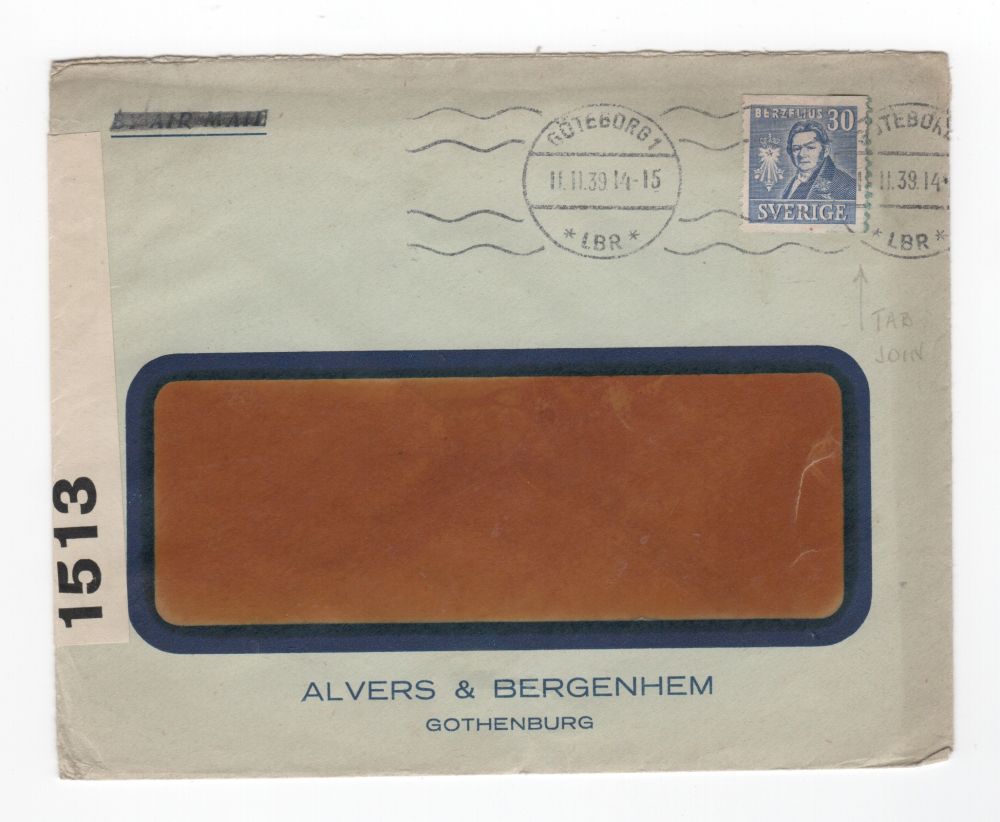 BY AIR MAIL
GÖTEBORG 1
11.11.39.14-15
* LBR *
BERZELIUS 30
SVERIGE
ÖTEBORG
11.39.14-
* LBR *
TAB
JOIN
1513
ALVERS & BERGENHEM
GOTHENBURG